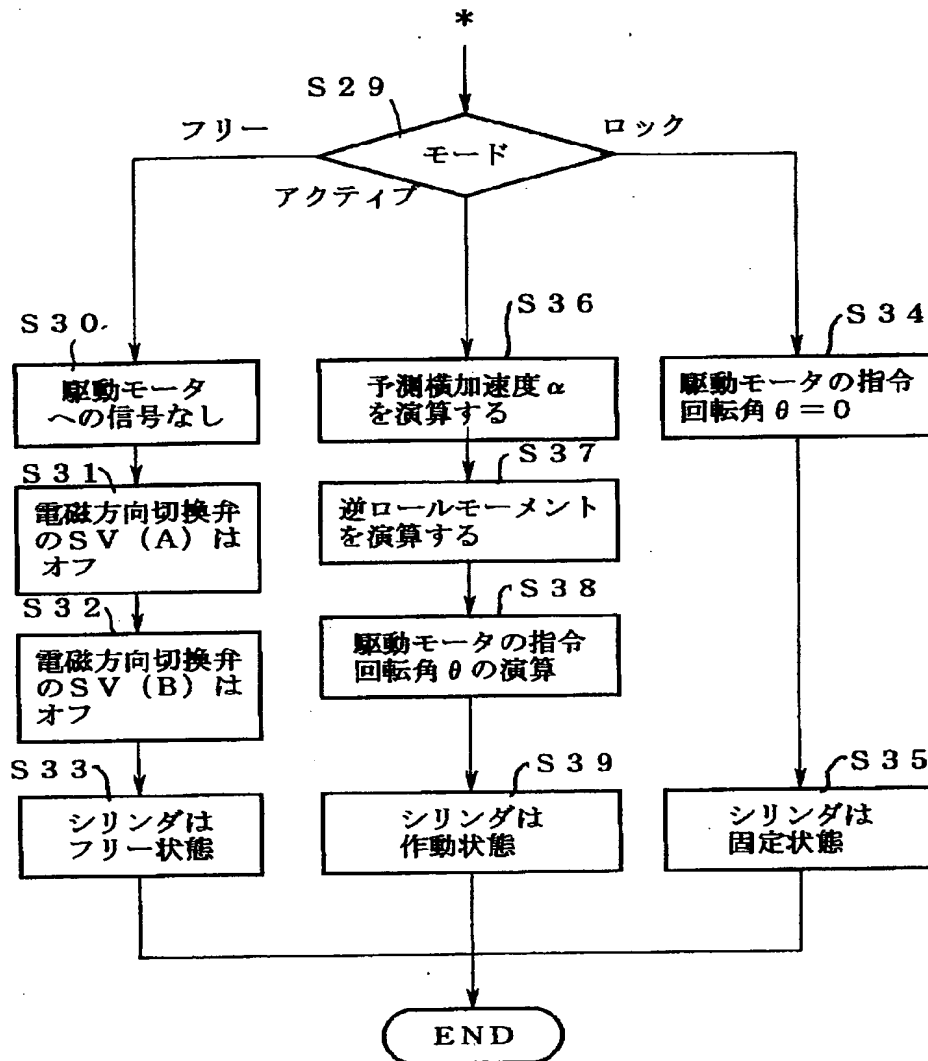 *
S29
フリー
ロック
モード
アクティブ
S30
駆動モータ
への信号なし
S31
電磁方向切換弁
のSV(A)は
オフ
S32
電磁方向切換弁
のSV(B)は
オフ
S33
シリンダは
フリー状態
S36
予測横加速度α
を演算する
S37
逆ロールモーメント
を演算する
S38
駆動モータの指令
回転角θの演算
S39
シリンダは
作動状態
S34
駆動モータの指令
回転角θ=0
S35
シリンダは
固定状態
END